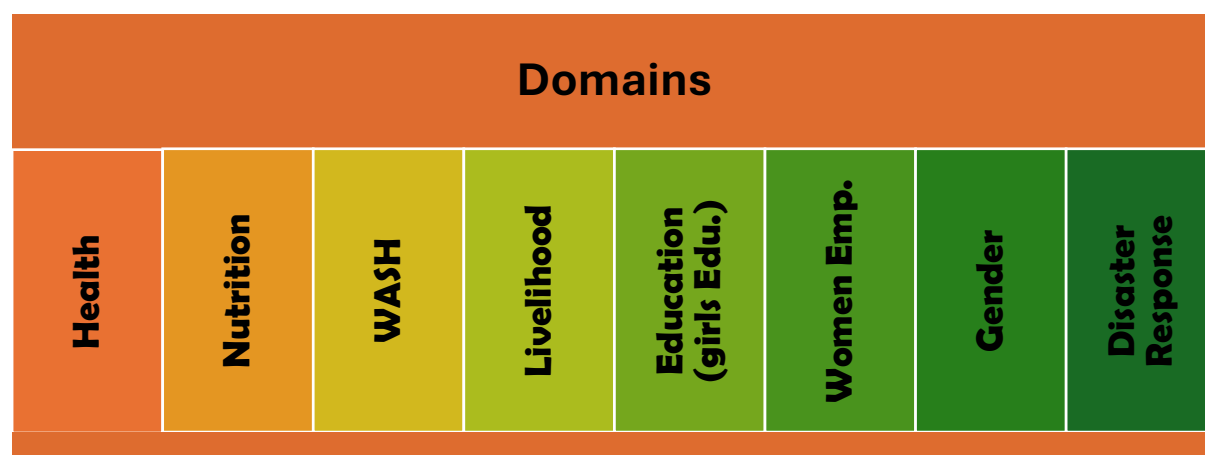 Domains
Health
Nutrition
WASH
Livelihood
Education
(girls Edu.)
Women Emp.
Gender
Disaster
Response